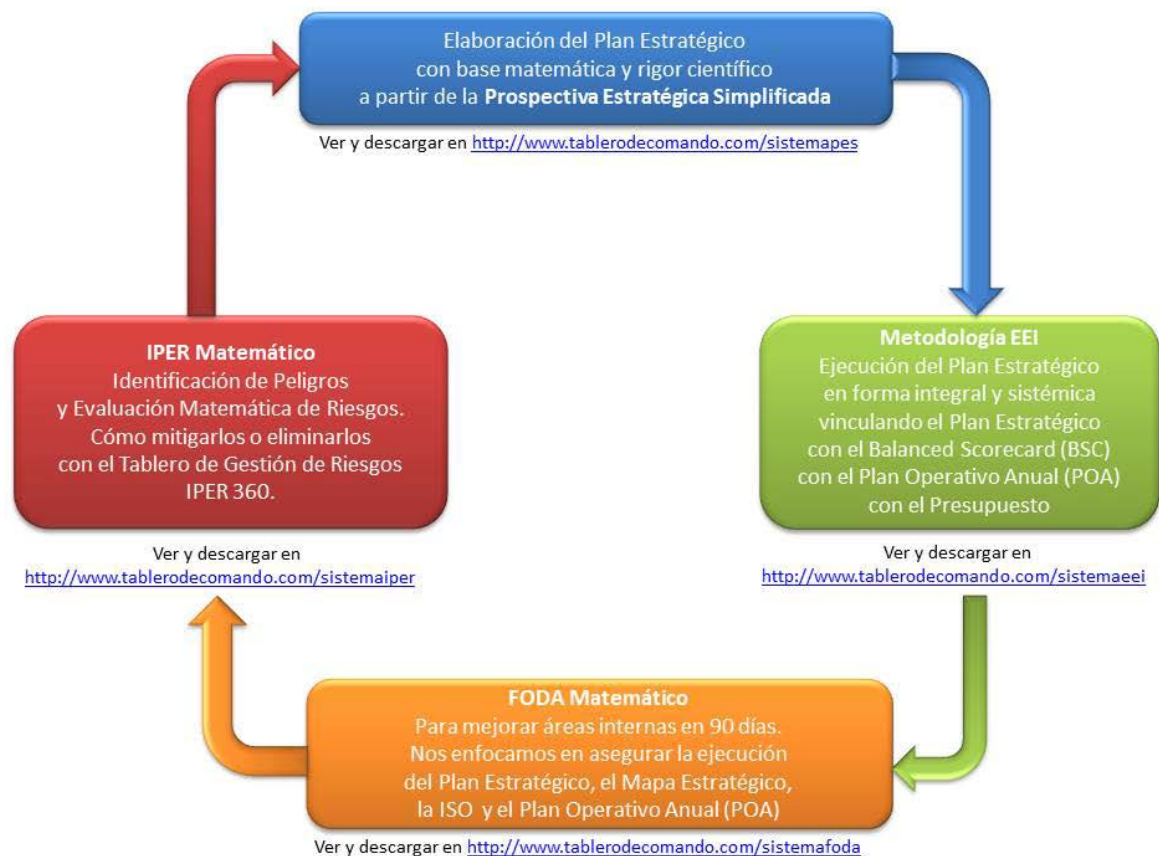 Elaboración del Plan Estratégico
con base matemática y rigor científico
a partir de la Prospectiva Estratégica Simplificada
Ver y descargar en http://www.tablerodecomando.com/sistemapes
Metodología EEI
Ejecución del Plan Estratégico
en forma integral y sistémica
vinculando el Plan Estratégico
con el Balanced Scorecard (BSC)
con el Plan Operativo Anual (POA)
con el Presupuesto
Ver y descargar en
http://www.tablerodecomando.com/sistemaeei
FODA Matemático
Para mejorar áreas internas en 90 días.
Nos enfocamos en asegurar la ejecución
del Plan Estratégico, el Mapa Estratégico,
la ISO y el Plan Operativo Anual (POA)
Ver y descargar en http://www.tablerodecomando.com/sistemafoda
IPER Matemático
Identificación de Peligros
y Evaluación Matemática de Riesgos.
Cómo mitigarlos o eliminarlos
con el Tablero de Gestión de Riesgos
IPER 360.
Ver y descargar en
http://www.tablerodecomando.com/sistemaiper